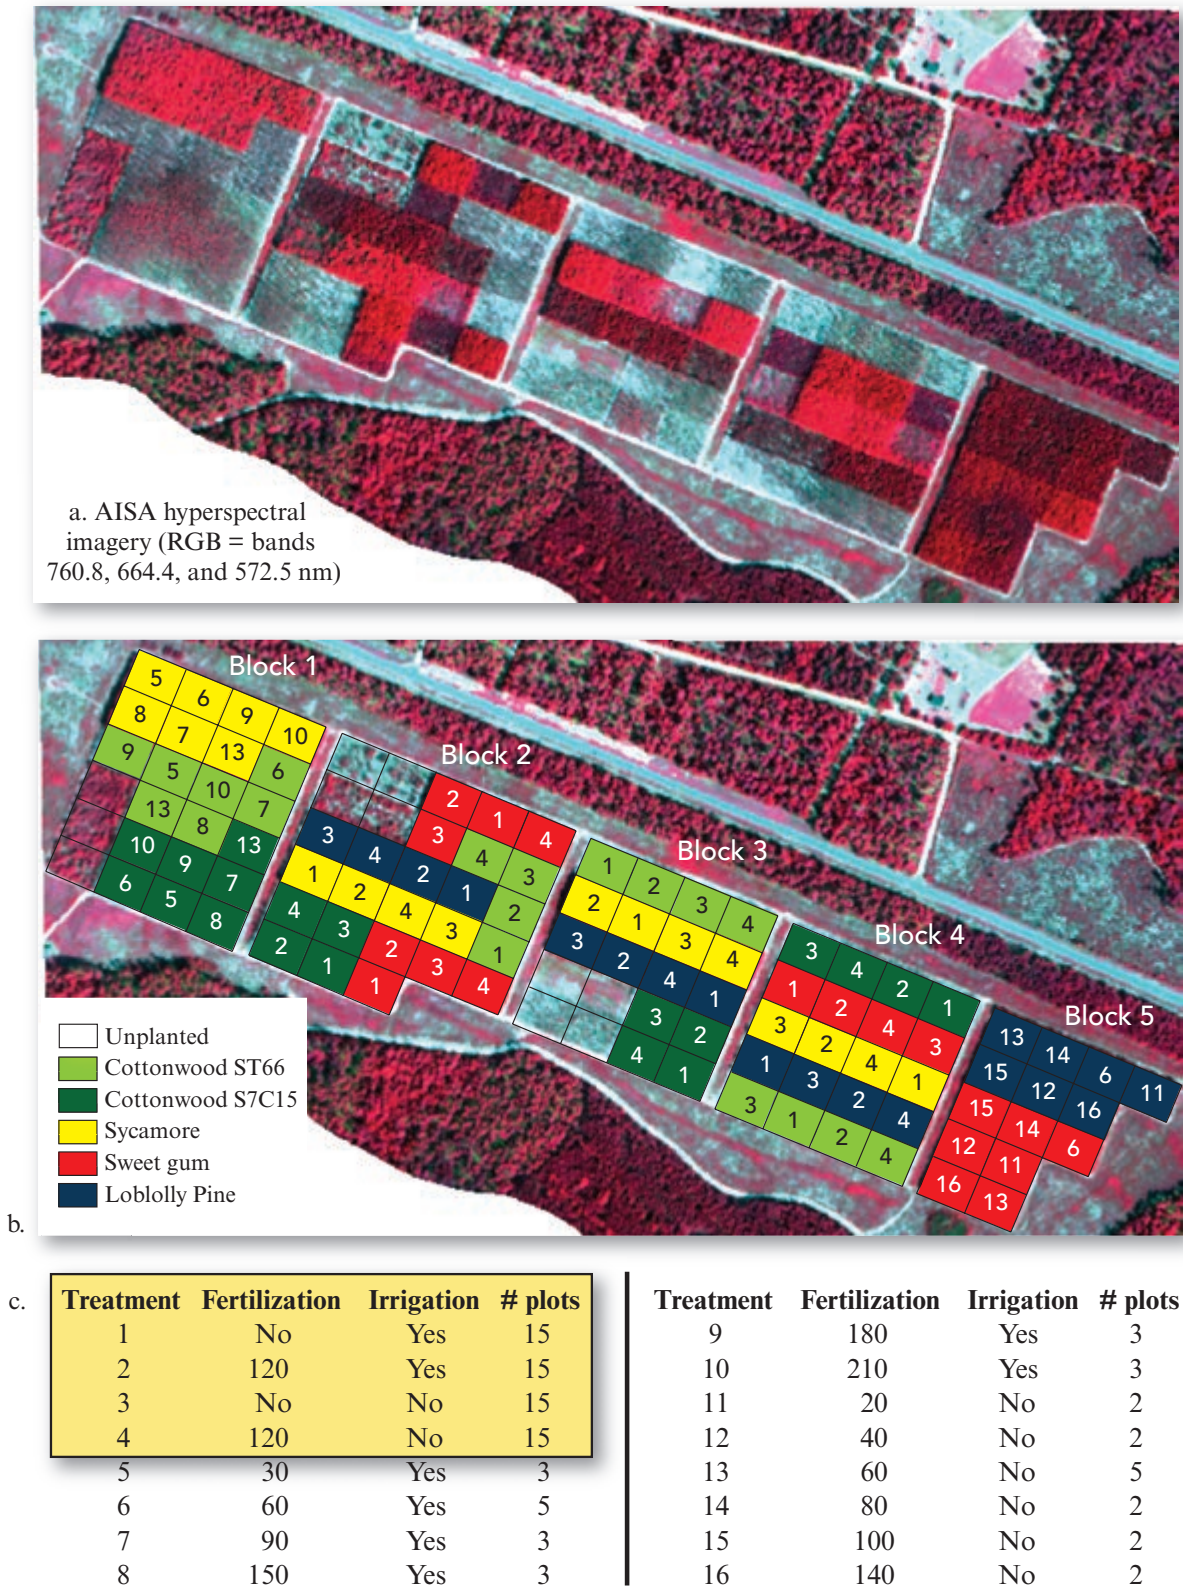 a. AISA hyperspectral
imagery (RGB = bands
760.8, 664.4, and 572.5 nm)
Block 1
5 6 9 10
8 7 13 6
9 5 10 7
13 8 13
10 9 7
6 5 8
Block 2
2 1 4
3 4 3
3 4 2 1 2
1 2 4 3 1
4 3 2 3 4
2 1 1
Block 3
1 2 3 4
2 1 3 4
3 2 4 1
3 2
4 1
Block 4
3 4 2 1
1 2 4 3
3 2 4 1
1 3 2 4
3 1 2 4
Block 5
13 14 6 11
15 12 16
15 14 6
12 11
16 13
Unplanted
Cottonwood ST66
Cottonwood S7C15
Sycamore
Sweet gum
Loblolly Pine
b.
c.
Treatment Fertilization Irrigation # plots
1 No Yes 15
2 120 Yes 15
3 No No 15
4 120 No 15
5 30 Yes 3
6 60 Yes 5
7 90 Yes 3
8 150 Yes 3
Treatment Fertilization Irrigation # plots
9 180 Yes 3
10 210 Yes 3
11 20 No 2
12 40 No 2
13 60 No 5
14 80 No 2
15 100 No 2
16 140 No 2